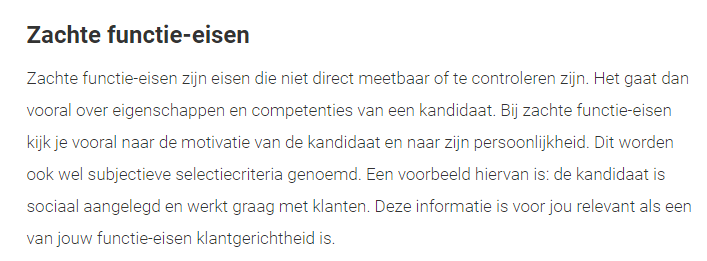 Zachte functie-eisen
Zachte functie-eisen zijn eisen die niet direct meetbaar of te controleren zijn. Het gaat dan
vooral over eigenschappen en competenties van een kandidaat. Bij zachte functie-eisen
kijk je vooral naar de motivatie van de kandidaat en naar zijn persoonlijkheid. Dit worden
ook wel subjectieve selectiecriteria genoemd. Een voorbeeld hiervan is: de kandidaat is
sociaal aangelegd en werkt graag met klanten. Deze informatie is voor jou relevant als een
van jouw functie-eisen klantgerichtheid is.